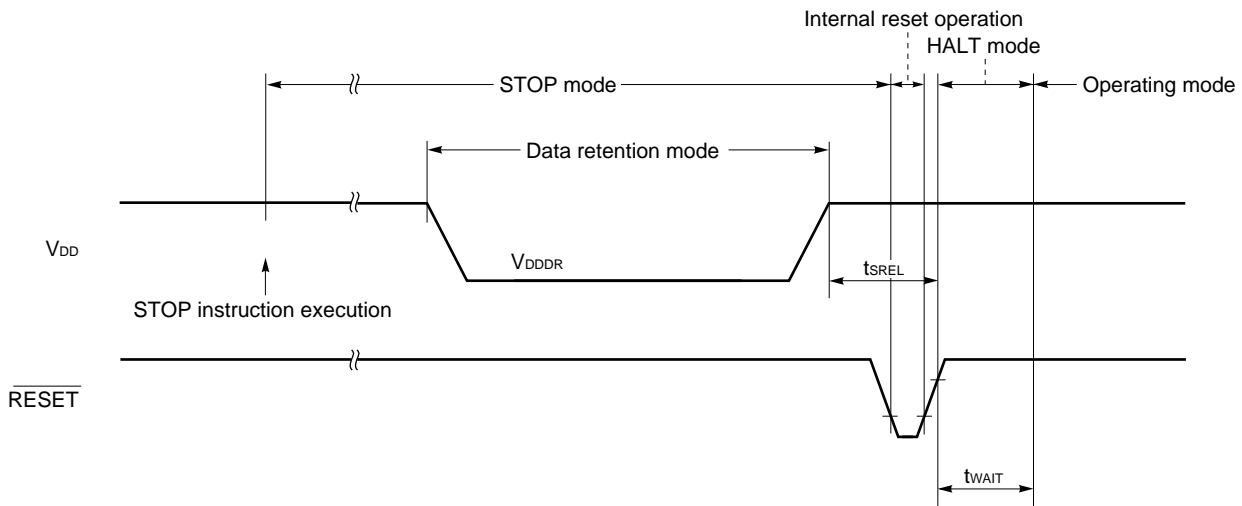 Internal reset operation
HALT mode
STOP mode
Operating mode
Data retention mode
VDD
VDDDR
tSREL
STOP instruction execution
RESET
tWAIT